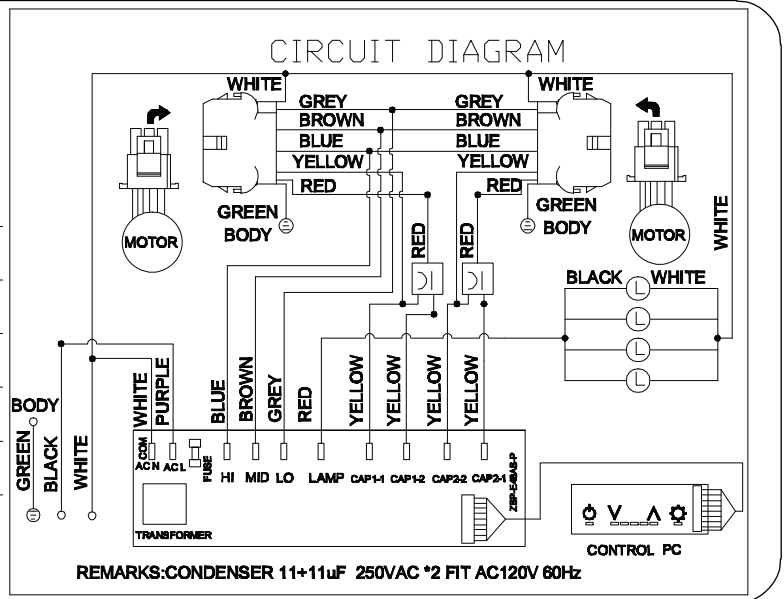 CIRCUIT DIAGRAM
WHITE
WHITE
GREY
GREY
BROWN
BROWN
BLUE
BLUE
YELLOW
YELLOW
RED
RED
GREEN
BODY
GREEN
BODY
MOTOR
MOTOR
WHITE
RED
RED
BLACK
WHITE
L
L
L
L
BODY
GREEN
BLACK
WHITE
WHITE
PURPLE
BLUE
BROWN
GREY
RED
YELLOW
YELLOW
YELLOW
YELLOW
COM
AC N
AC L
FUSE
HI
MID
LO
LAMP
CAP1-1
CAP1-2
CAP2-2
CAP2-1
TRANSFORMER
CONTROL PC
REMARKS:CONDENSER 11+11uF 250VAC *2 FIT AC120V 60Hz